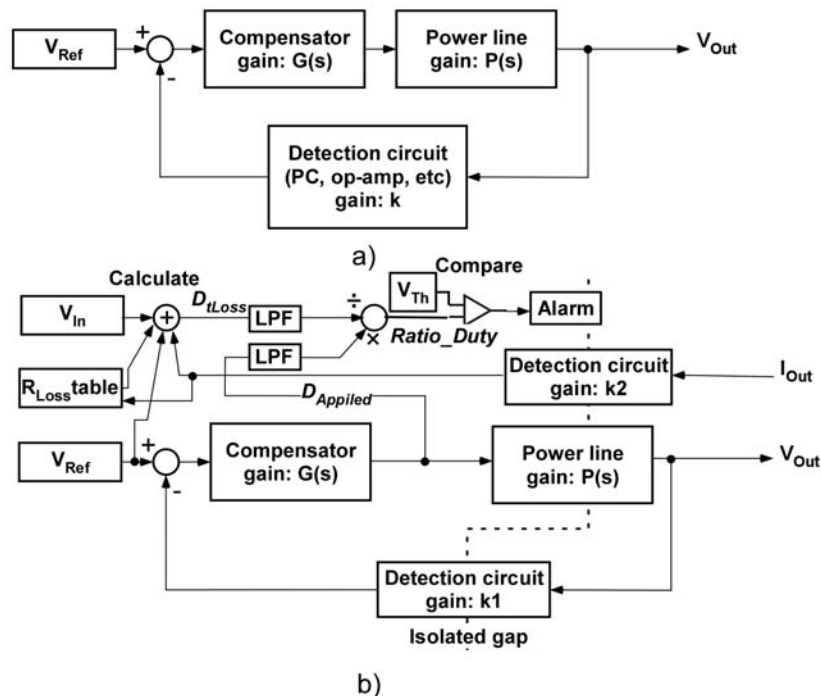 V_Ref
+
-
Compensator
gain: G(s)
Power line
gain: P(s)
V_Out
Detection circuit
(PC, op-amp, etc)
gain: k
a)
Calculate
V_In
+
D_tLoss
LPF
LPF
÷
×
V_Th
Compare
Ratio_Duty
Alarm
R_Loss table
D_Appiled
Detection circuit
gain: k2
I_Out
V_Ref
+
-
Compensator
gain: G(s)
Power line
gain: P(s)
V_Out
Detection circuit
gain: k1
Isolated gap
b)